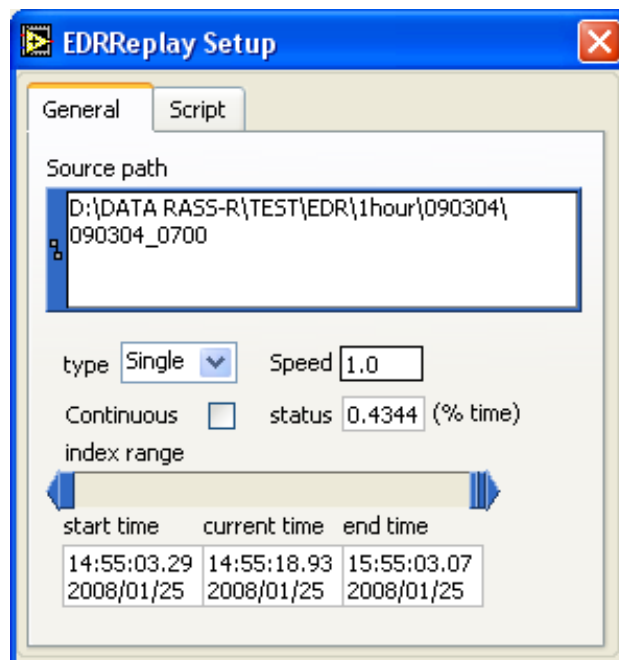 EDRReplay Setup
General Script
Source path
D:\DATA RASS-R\TEST\EDR\1hour\090304\
090304_0700
type Single Speed 1.0
Continuous status 0.4344 (% time)
index range
start time current time end time
14:55:03.29 14:55:18.93 15:55:03.07
2008/01/25 2008/01/25 2008/01/25